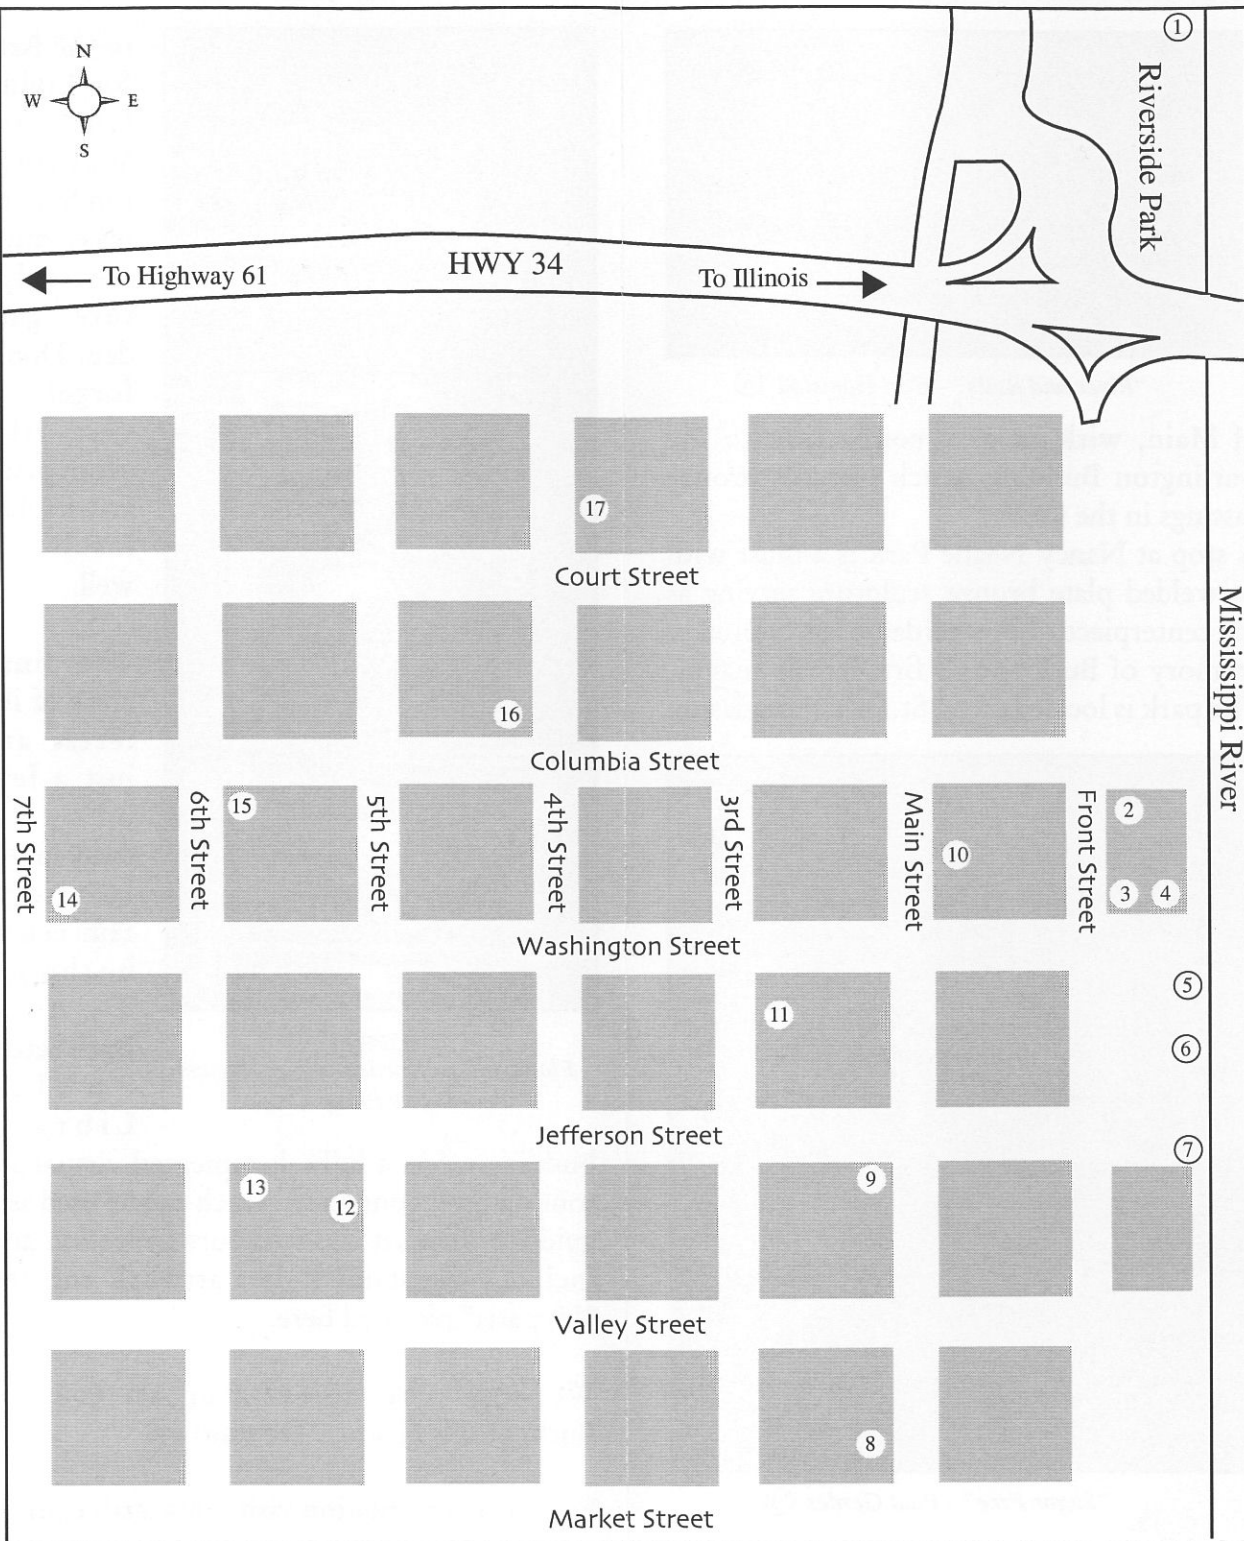 1
N
W E
S
Riverside Park
To Highway 61
HWY 34
To Illinois
17
Court Street
16
Columbia Street
Mississippi River
7th Street
6th Street
15
5th Street
4th Street
3rd Street
Main Street
10
Front Street
2
14
3 4
Washington Street
5
11
6
Jefferson Street
7
13
12
9
Valley Street
8
Market Street